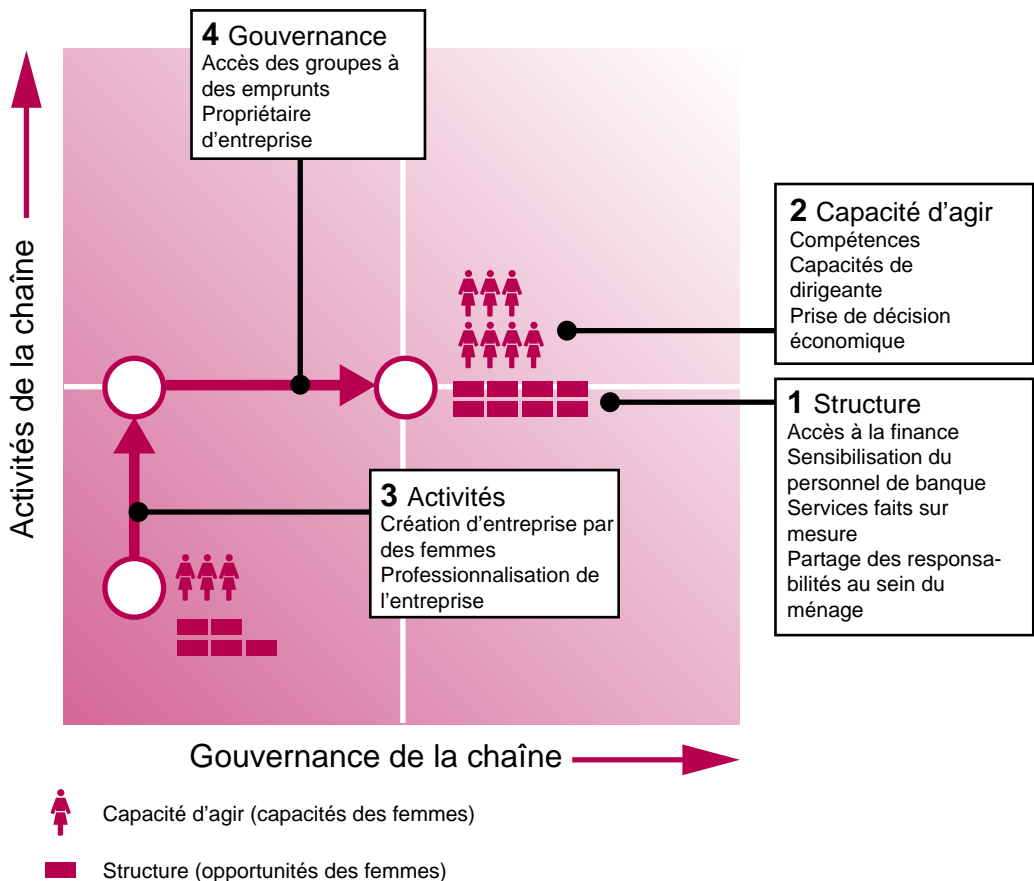 4 Gouvernance
Accès des groupes à
des emprunts
Propriétaire
d’entreprise
2 Capacité d’agir
Compétences
Capacités de
dirigeante
Prise de décision
économique
1 Structure
Accès à la finance
Sensibilisation du
personnel de banque
Services faits sur
mesure
Partage des responsa-
bilités au sein du
ménage
3 Activités
Création d’entreprise par
des femmes
Professionnalisation de
l’entreprise
Activités de la chaîne
Gouvernance de la chaîne
Capacité d’agir (capacités des femmes)
Structure (opportunités des femmes)